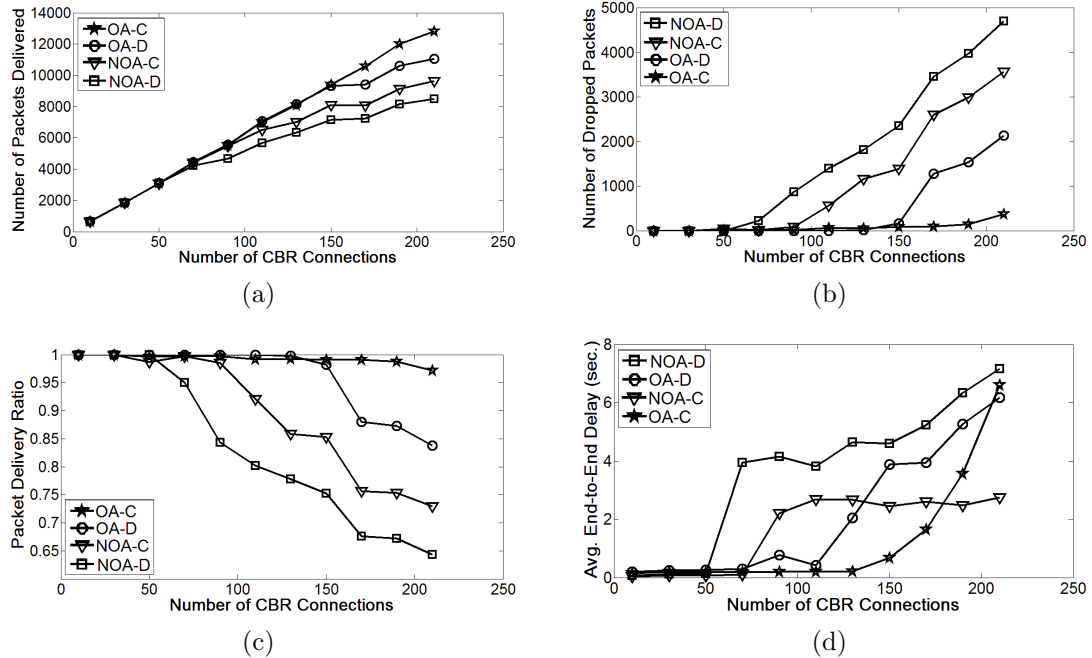 Number of Packets Delivered
14000
12000
10000
8000
6000
4000
2000
0
OA-C
OA-D
NOA-C
NOA-D
0 50 100 150 200 250
Number of CBR Connections
(a)
Number of Dropped Packets
5000
4000
3000
2000
1000
0
NOA-D
NOA-C
OA-D
OA-C
0 50 100 150 200 250
Number of CBR Connections
(b)
Packet Delivery Ratio
1
0.95
0.9
0.85
0.8
0.75
0.7
0.65
OA-C
OA-D
NOA-C
NOA-D
0 50 100 150 200 250
Number of CBR Connections
(c)
Avg. End-to-End Delay (sec.)
8
6
4
2
0
NOA-D
OA-D
NOA-C
OA-C
0 50 100 150 200 250
Number of CBR Connections
(d)